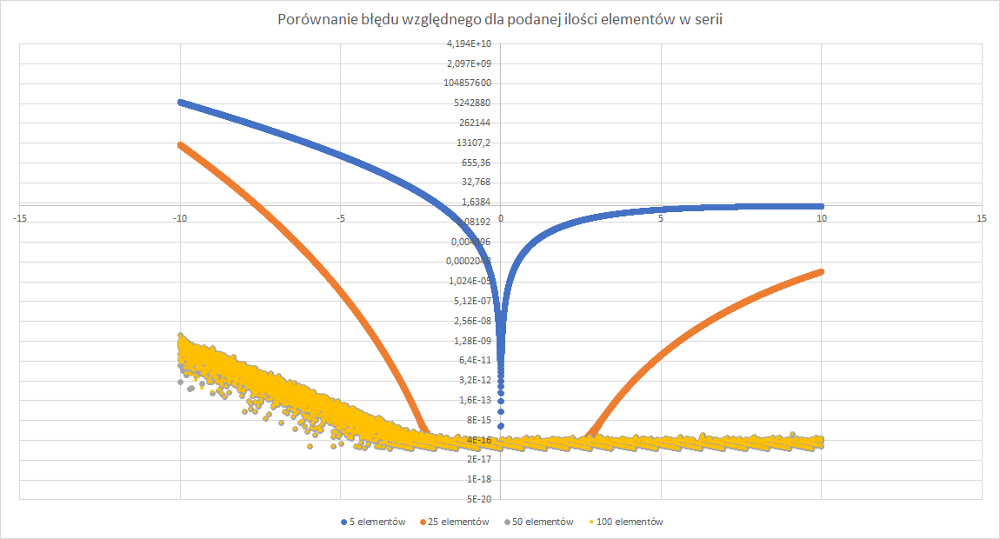 Porównanie błędu względnego dla podanej ilości elementów w serii
4,194E+10
2,097E+09
104857600
5242880
262144
13107,2
655,36
32,768
1,6384
-15 -10 -5 0 5 10 15
0,08192
0,004096
0,0002048
1,024E-05
5,12E-07
2,56E-08
1,28E-09
6,4E-11
3,2E-12
1,6E-13
8E-15
4E-16
2E-17
1E-18
5E-20
5 elementów 25 elementów 50 elementów 100 elementów